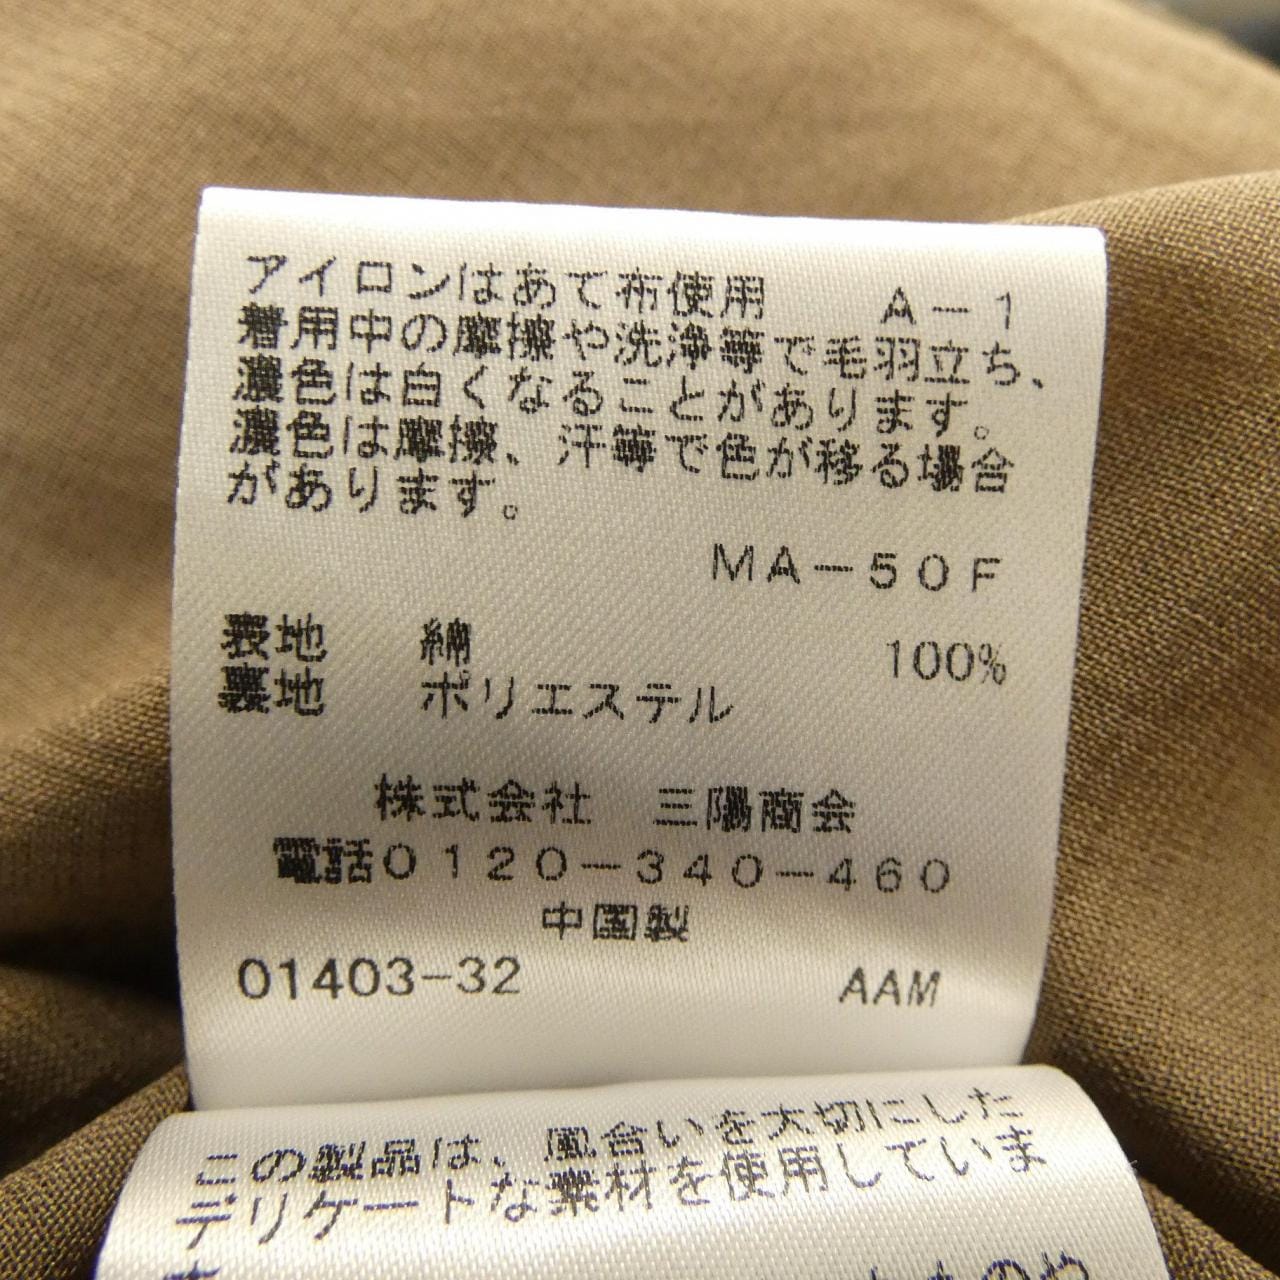 アイロンはあて布使用　A－1
着用中の摩擦や洗浄等で毛羽立ち、
濃色は白くなることがあります。
濃色は摩擦、汗等で色が移る場合
があります。
MA－50F
表地　綿　100%
裏地　ポリエステル
株式会社　三陽商会
電話0120－340－460
中国製
01403-32　AAM
この製品は、風合いを大切にした
デリケートな素材を使用していま
ものや